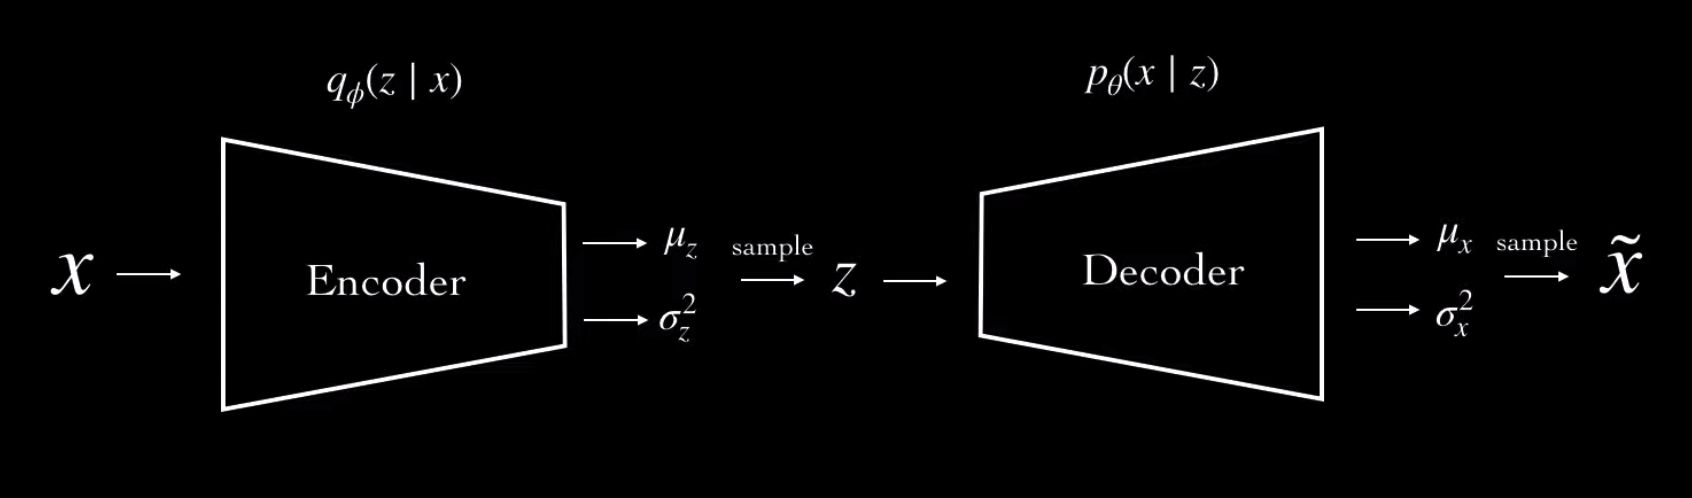 q_ϕ(z | x)
p_θ(x | z)
x
Encoder
μ_z
σ_z^2
sample
z
Decoder
μ_x
σ_x^2
sample
x̃